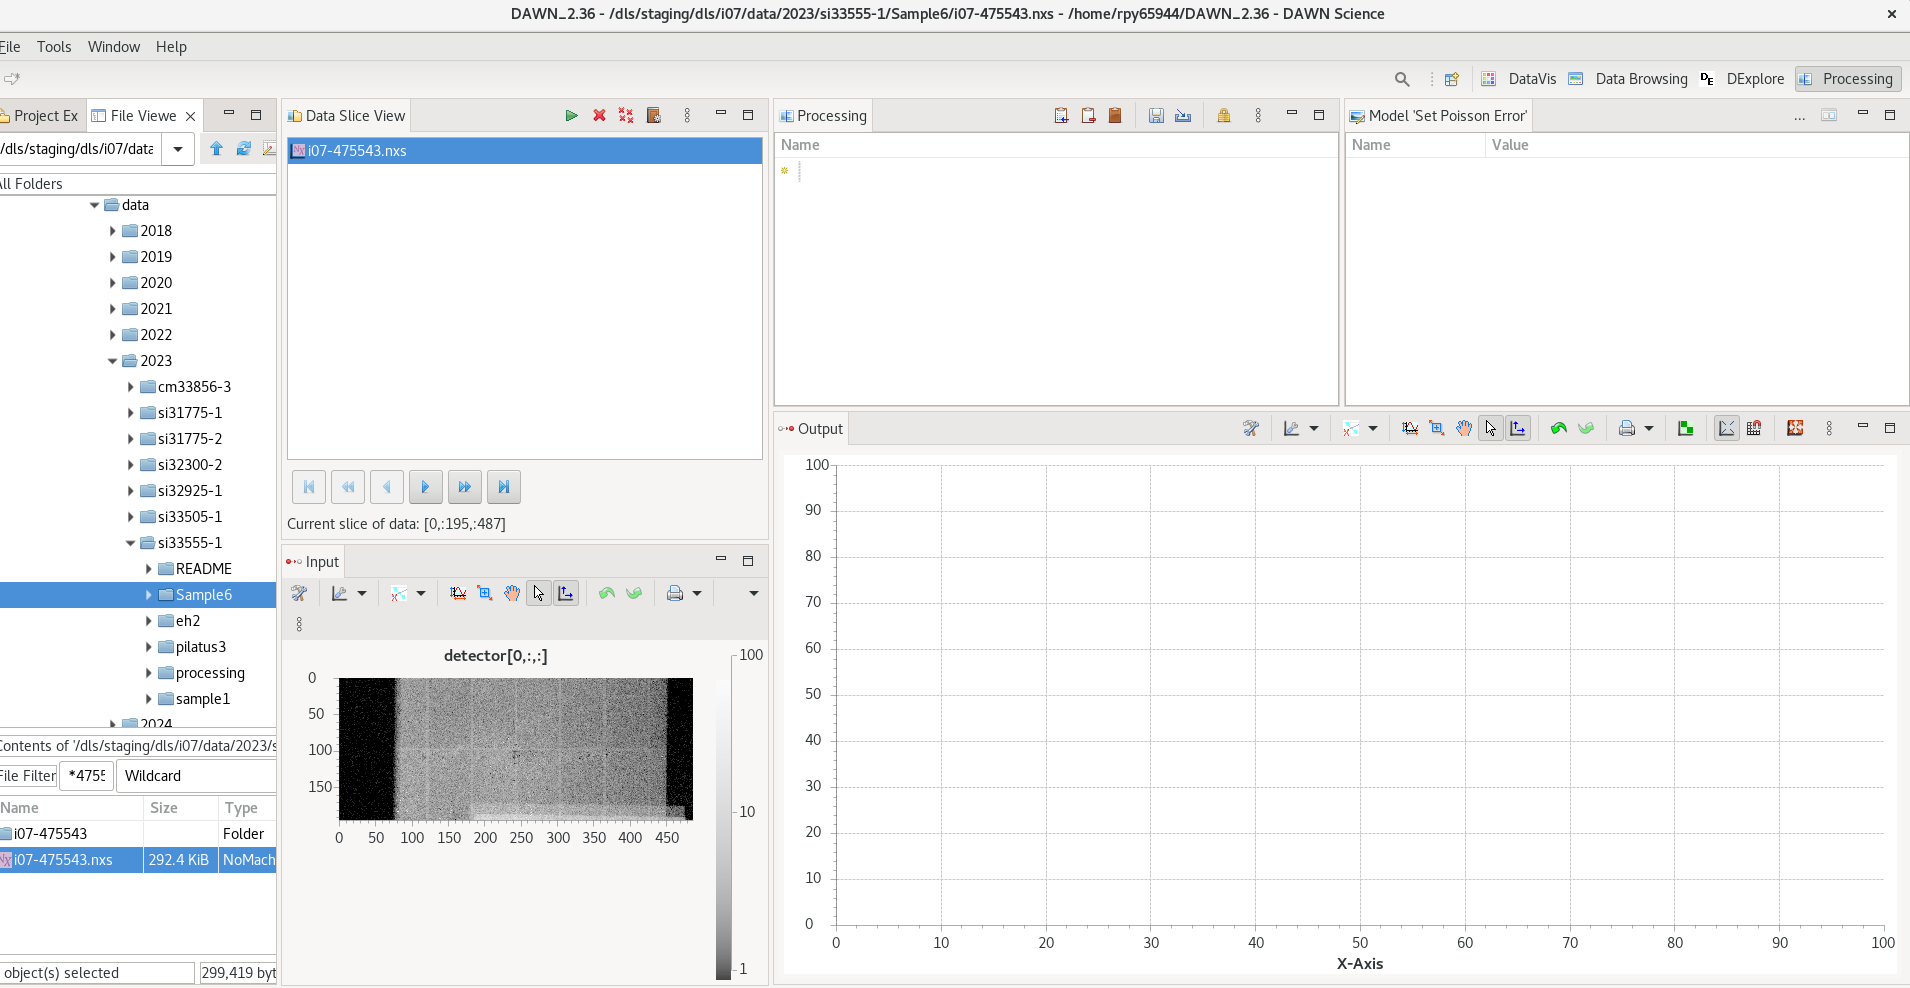 DAWN_2.36 - /dls/staging/dls/i07/data/2023/si33555-1/Sample6/i07-475543.nxs - /home/rpy65944/DAWN_2.36 - DAWN Science
File Tools Window Help
DataVis Data Browsing DExplore Processing
Project Ex File Viewe
/dls/staging/dls/i07/data
All Folders
data
2018
2019
2020
2021
2022
2023
cm33856-3
si31775-1
si31775-2
si32300-2
si32925-1
si33505-1
si33555-1
README
Sample6
eh2
pilatus3
processing
sample1
2024
Contents of '/dls/staging/dls/i07/data/2023/s
File Filter *4755 Wildcard
Name Size Type
i07-475543 Folder
i07-475543.nxs 292.4 KiB NoMach
object(s) selected 299,419 byt
Data Slice View
i07-475543.nxs
Current slice of data: [0,:195,:487]
Input
detector[0,:,:]
0
50
100
150
0 50 100 150 200 250 300 350 400 450
100
10
1
Processing
Name
Model 'Set Poisson Error'
...
Name Value
Output
100
90
80
70
60
50
40
30
20
10
0
0 10 20 30 40 50 60 70 80 90 100
X-Axis